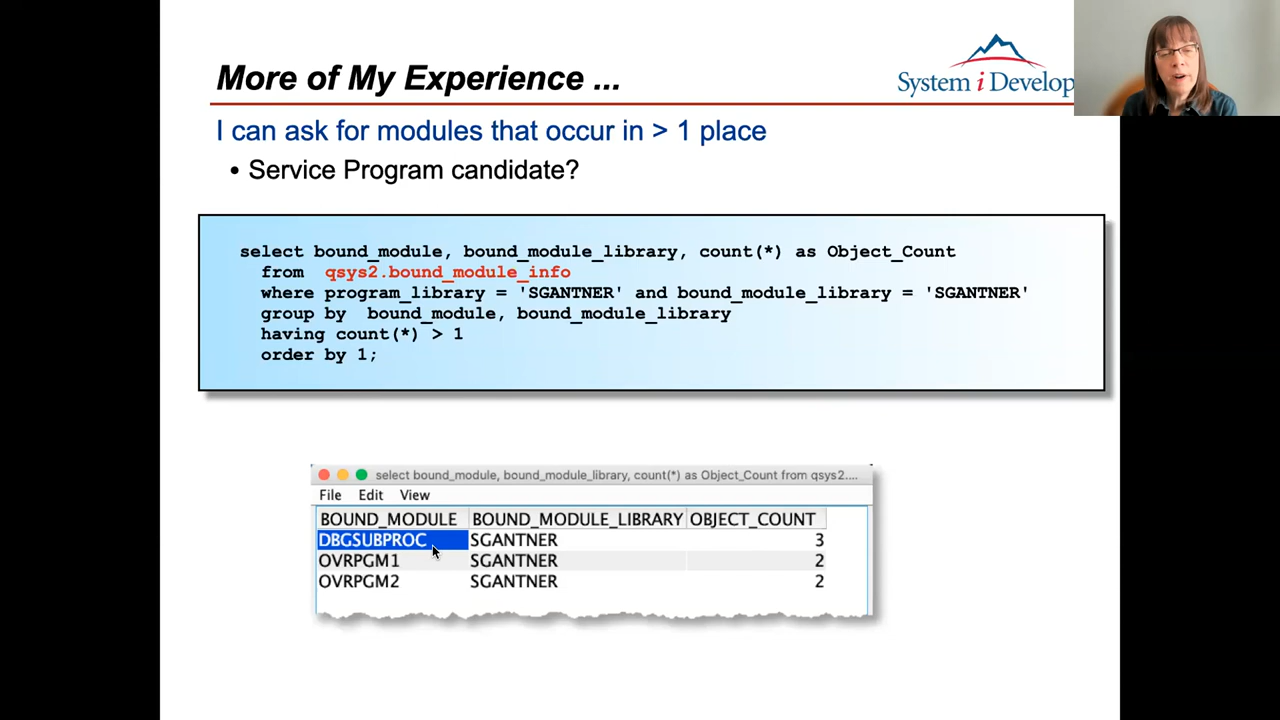 More of My Experience ...
System i Develop
I can ask for modules that occur in > 1 place
• Service Program candidate?
select bound_module, bound_module_library, count(*) as Object_Count
from qsys2.bound_module_info
where program_library = 'SGANTNER' and bound_module_library = 'SGANTNER'
group by bound_module, bound_module_library
having count(*) > 1
order by 1;
select bound_module, bound_module_library, count(*) as Object_Count from qsys2....
File Edit View
BOUND_MODULE BOUND_MODULE_LIBRARY OBJECT_COUNT
DBGSUBPROC SGANTNER 3
OVRPGM1 SGANTNER 2
OVRPGM2 SGANTNER 2